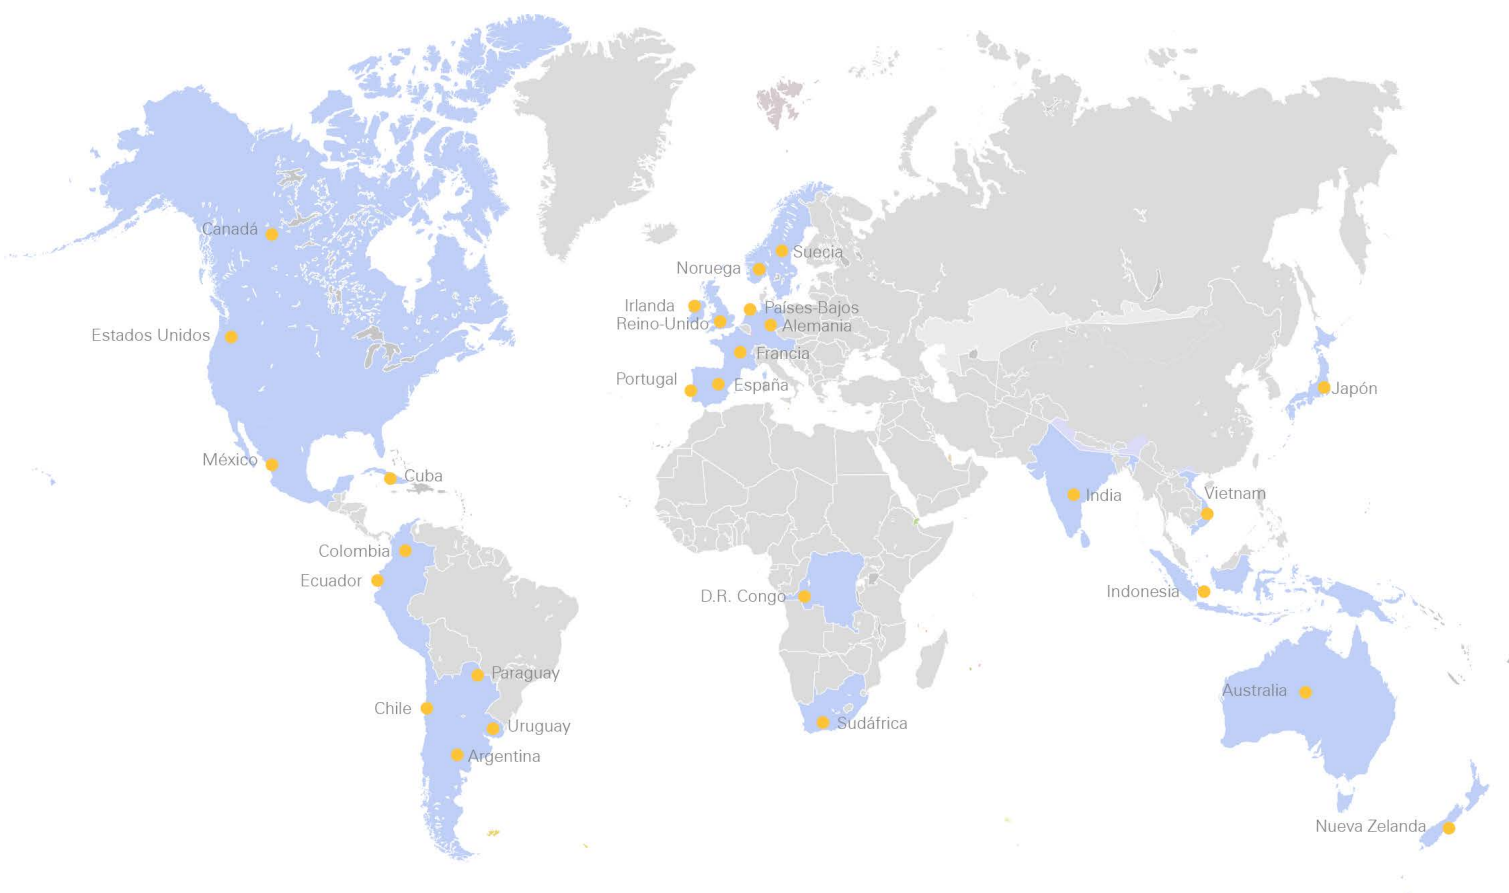 Canadá
Suecia
Noruega
Irlanda
Países-Bajos
Reino-Unido
Alemania
Estados Unidos
Francia
Portugal
España
Japón
México
Cuba
India
Vietnam
Colombia
Ecuador
Indonesia
D.R. Congo
Paraguay
Australia
Chile
Sudáfrica
Uruguay
Argentina
Nueva Zelanda